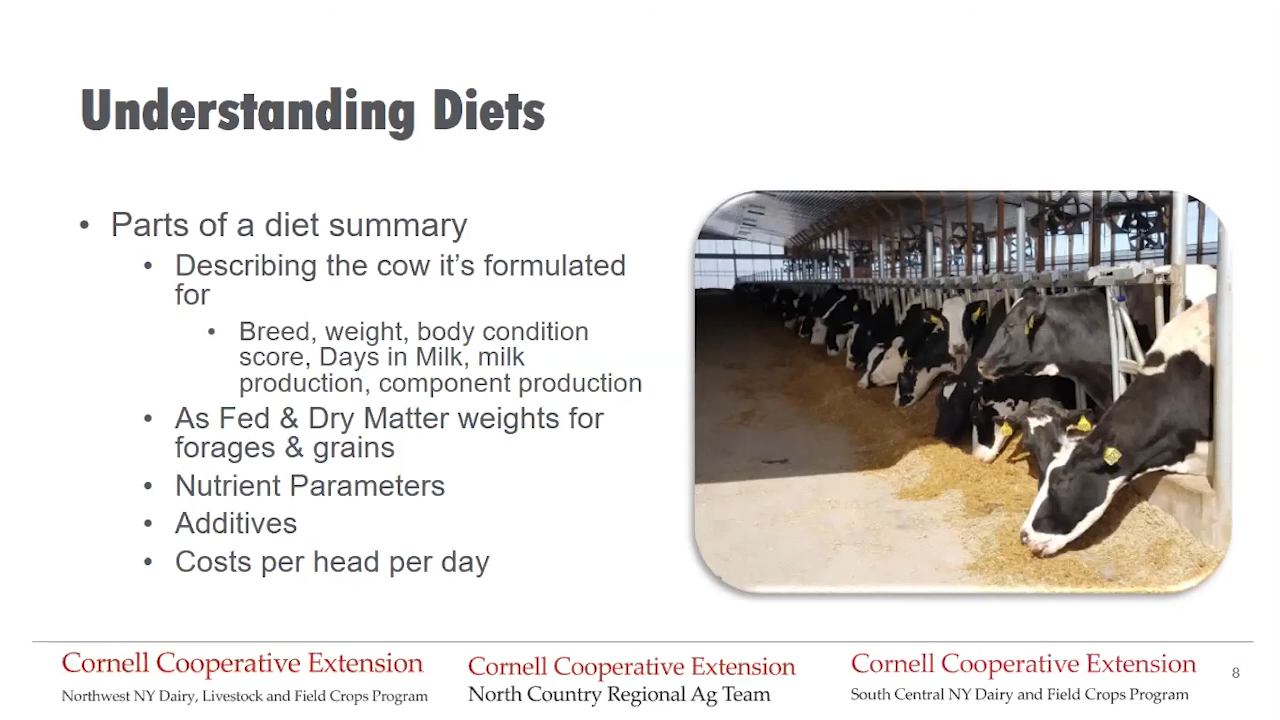 Understanding Diets
• Parts of a diet summary
• Describing the cow it's formulated
for
• Breed, weight, body condition
score, Days in Milk, milk
production, component production
• As Fed & Dry Matter weights for
forages & grains
• Nutrient Parameters
• Additives
• Costs per head per day
Cornell Cooperative Extension
Northwest NY Dairy, Livestock and Field Crops Program
Cornell Cooperative Extension
North Country Regional Ag Team
Cornell Cooperative Extension
South Central NY Dairy and Field Crops Program
8